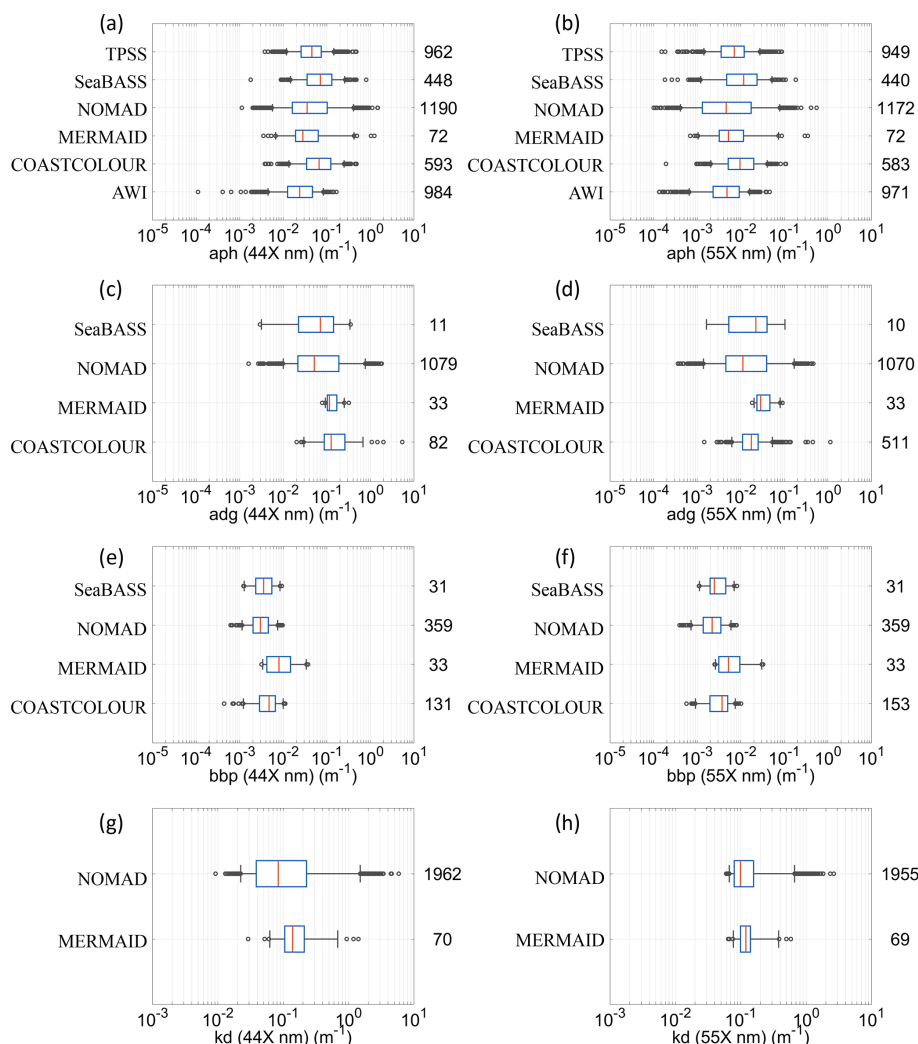 (a)
TPSS 962
SeaBASS 448
NOMAD 1190
MERMAID 72
COASTCOLOUR 593
AWI 984
10^-5 10^-4 10^-3 10^-2 10^-1 10^0 10^1
aph (44X nm) (m^-1)
(b)
TPSS 949
SeaBASS 440
NOMAD 1172
MERMAID 72
COASTCOLOUR 583
AWI 971
10^-5 10^-4 10^-3 10^-2 10^-1 10^0 10^1
aph (55X nm) (m^-1)
(c)
SeaBASS 11
NOMAD 1079
MERMAID 33
COASTCOLOUR 82
10^-5 10^-4 10^-3 10^-2 10^-1 10^0 10^1
adg (44X nm) (m^-1)
(d)
SeaBASS 10
NOMAD 1070
MERMAID 33
COASTCOLOUR 511
10^-5 10^-4 10^-3 10^-2 10^-1 10^0 10^1
adg (55X nm) (m^-1)
(e)
SeaBASS 31
NOMAD 359
MERMAID 33
COASTCOLOUR 131
10^-5 10^-4 10^-3 10^-2 10^-1 10^0 10^1
bbp (44X nm) (m^-1)
(f)
SeaBASS 31
NOMAD 359
MERMAID 33
COASTCOLOUR 153
10^-5 10^-4 10^-3 10^-2 10^-1 10^0 10^1
bbp (55X nm) (m^-1)
(g)
NOMAD 1962
MERMAID 70
10^-3 10^-2 10^-1 10^0 10^1
kd (44X nm) (m^-1)
(h)
NOMAD 1955
MERMAID 69
10^-3 10^-2 10^-1 10^0 10^1
kd (55X nm) (m^-1)